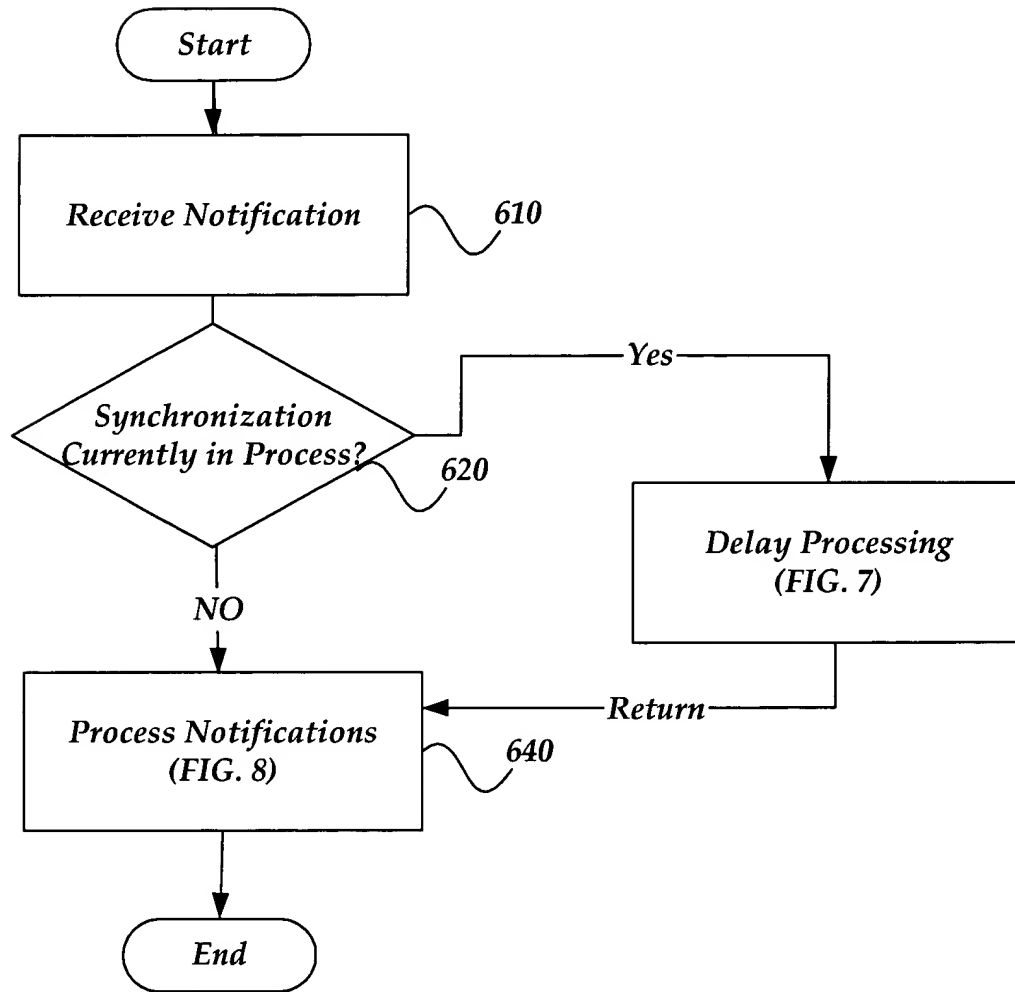 Start
Receive Notification
610
Yes
Synchronization
Currently in Process?
620
Delay Processing
(FIG. 7)
NO
Return
Process Notifications
(FIG. 8)
640
End